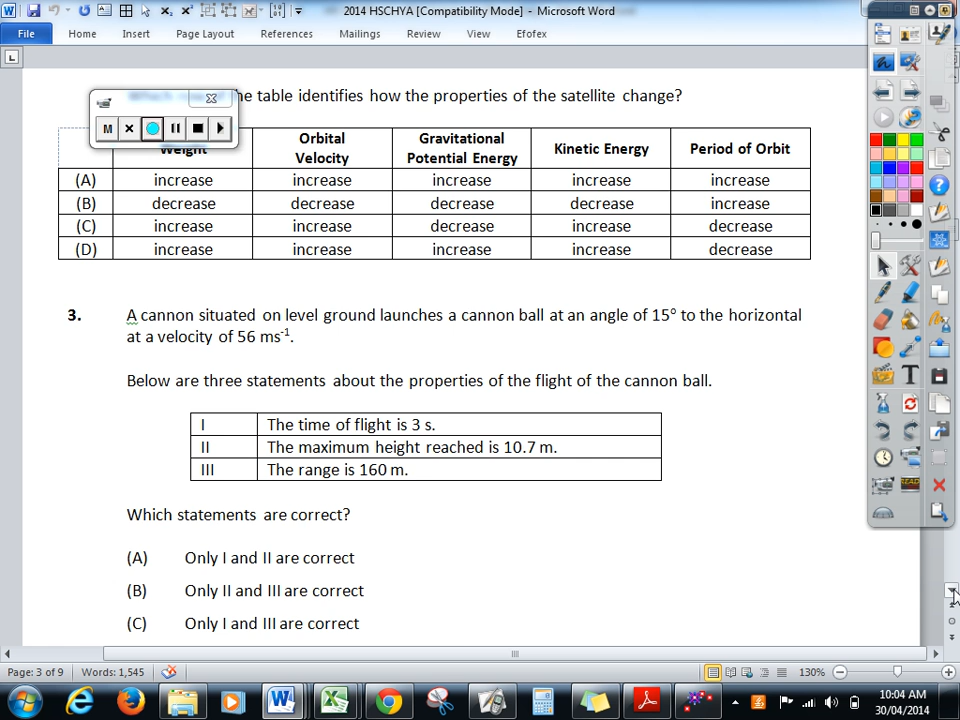 2014 HSCHYA [Compatibility Mode] - Microsoft Word
File Home Insert Page Layout References Mailings Review View Efofex
the table identifies how the properties of the satellite change?
M
Weight Orbital Velocity Gravitational Potential Energy Kinetic Energy Period of Orbit
(A) increase increase increase increase increase
(B) decrease decrease decrease decrease increase
(C) increase increase decrease increase decrease
(D) increase increase increase increase decrease
3. A cannon situated on level ground launches a cannon ball at an angle of 15° to the horizontal
at a velocity of 56 ms⁻¹.
Below are three statements about the properties of the flight of the cannon ball.
I The time of flight is 3 s.
II The maximum height reached is 10.7 m.
III The range is 160 m.
Which statements are correct?
(A) Only I and II are correct
(B) Only II and III are correct
(C) Only I and III are correct
Page: 3 of 9 Words: 1,545 130%
10:04 AM
30/04/2014